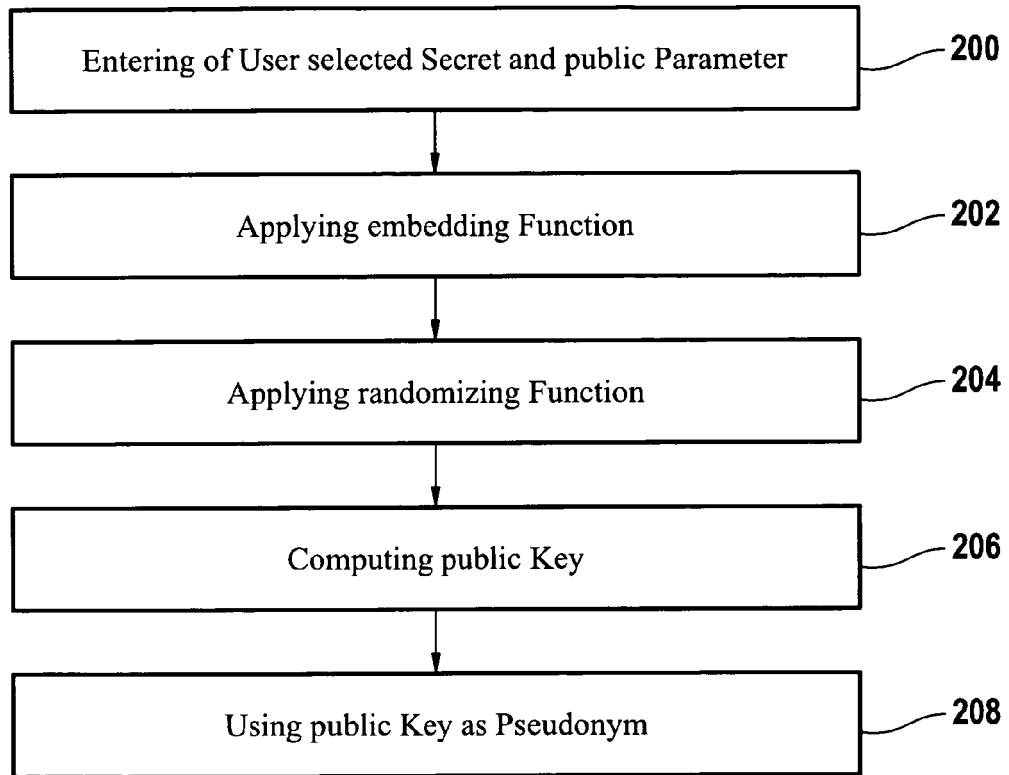 Entering of User selected Secret and public Parameter
200
Applying embedding Function
202
Applying randomizing Function
204
Computing public Key
206
Using public Key as Pseudonym
208